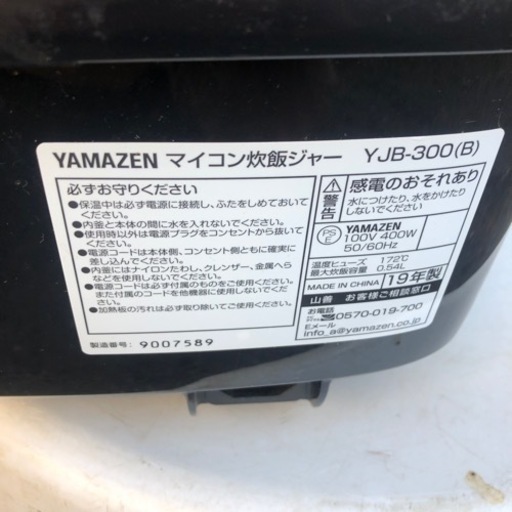 YAMAZEN マイコン炊飯ジャー YJB-300(B)
必ずお守りください
●保温中は必ず電源に接続し、ふたをしめておいて
ください。
●内釜と本体の間に水を入れないでください。
●使用時以外は電源プラグをコンセントから抜いて
ください。
●電源コードは本体側、コンセント側ともに確実に
差し込んでください。
●内釜にはナイロンたわし、クレンザー、金属へら
などを使用しないでください。
●電源コードは必ず付属のものをご使用ください。
また付属のコードを他機器に使用しないでください。
●加熱板の汚れは必ず取り除いてご使用ください。
製造番号: 9007589
警告
感電のおそれあり
水につけたり、水をかけたり
しないでください
PSE
YAMAZEN
100V 400W
50/60Hz
温度ヒューズ 172℃
最大炊飯容量 0.54L
MADE IN CHINA 19年製
山善 お客様ご相談窓口
お電話
0570-019-700
Eメール
info_a@yamazen.co.jp